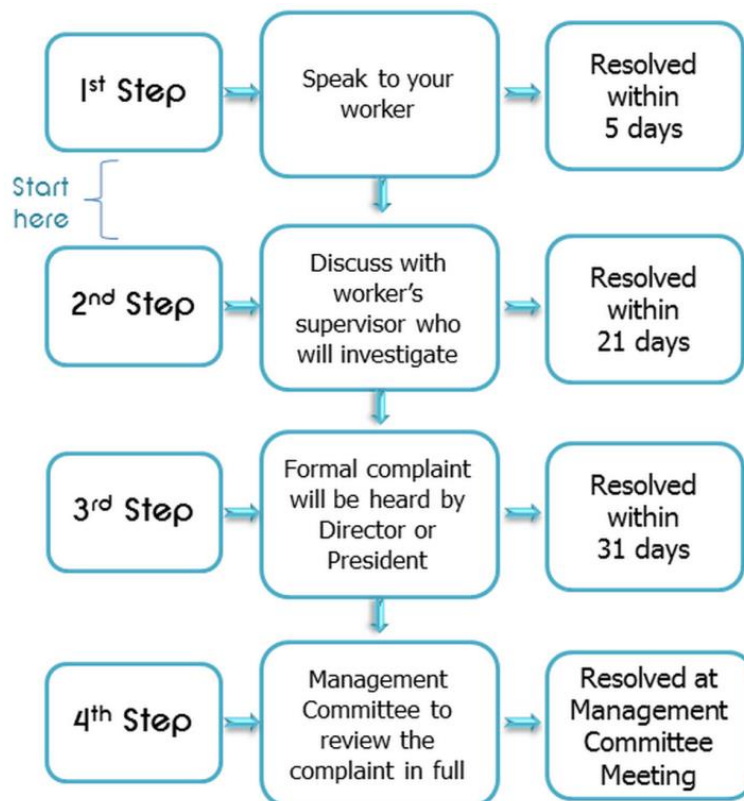 1st Step
Speak to your
worker
Resolved
within
5 days
Start
here
2nd Step
Discuss with
worker’s
supervisor who
will investigate
Resolved
within
21 days
3rd Step
Formal complaint
will be heard by
Director or
President
Resolved
within
31 days
4th Step
Management
Committee to
review the
complaint in full
Resolved at
Management
Committee
Meeting